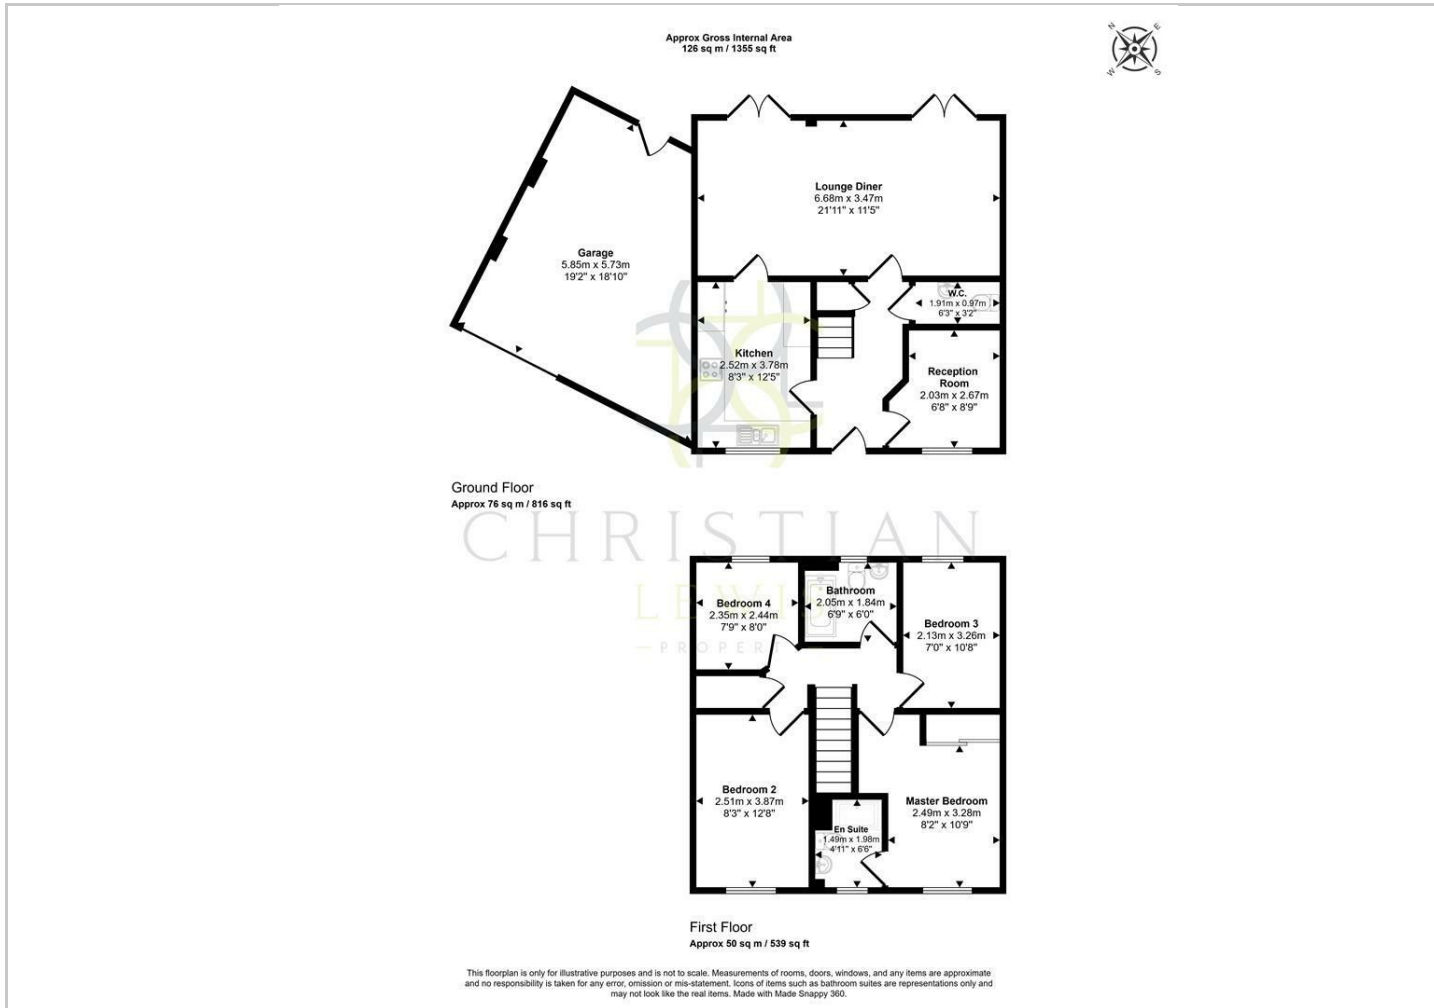 Approx Gross Internal Area
126 sq m / 1355 sq ft
N
E
W
S
Lounge Diner
6.68m x 3.47m
21'11" x 11'5"
Garage
5.85m x 5.73m
19'2" x 18'10"
W.C.
1.91m x 0.97m
6'3" x 3'2"
Kitchen
2.52m x 3.78m
8'3" x 12'5"
Reception
Room
2.03m x 2.67m
6'8" x 8'9"
Ground Floor
Approx 76 sq m / 816 sq ft
CHRISTIAN
LEWIS
PROPERTY
Bedroom 4
2.35m x 2.44m
7'9" x 8'0"
Bathroom
2.05m x 1.84m
6'9" x 6'0"
Bedroom 3
2.13m x 3.26m
7'0" x 10'8"
Bedroom 2
2.51m x 3.87m
8'3" x 12'8"
En Suite
1.49m x 1.98m
4'11" x 6'6"
Master Bedroom
2.49m x 3.28m
8'2" x 10'9"
First Floor
Approx 50 sq m / 539 sq ft
This floorplan is only for illustrative purposes and is not to scale. Measurements of rooms, doors, windows, and any items are approximate
and no responsibility is taken for any error, omission or mis-statement. Icons of items such as bathroom suites are representations only and
may not look like the real items. Made with Made Snappy 360.